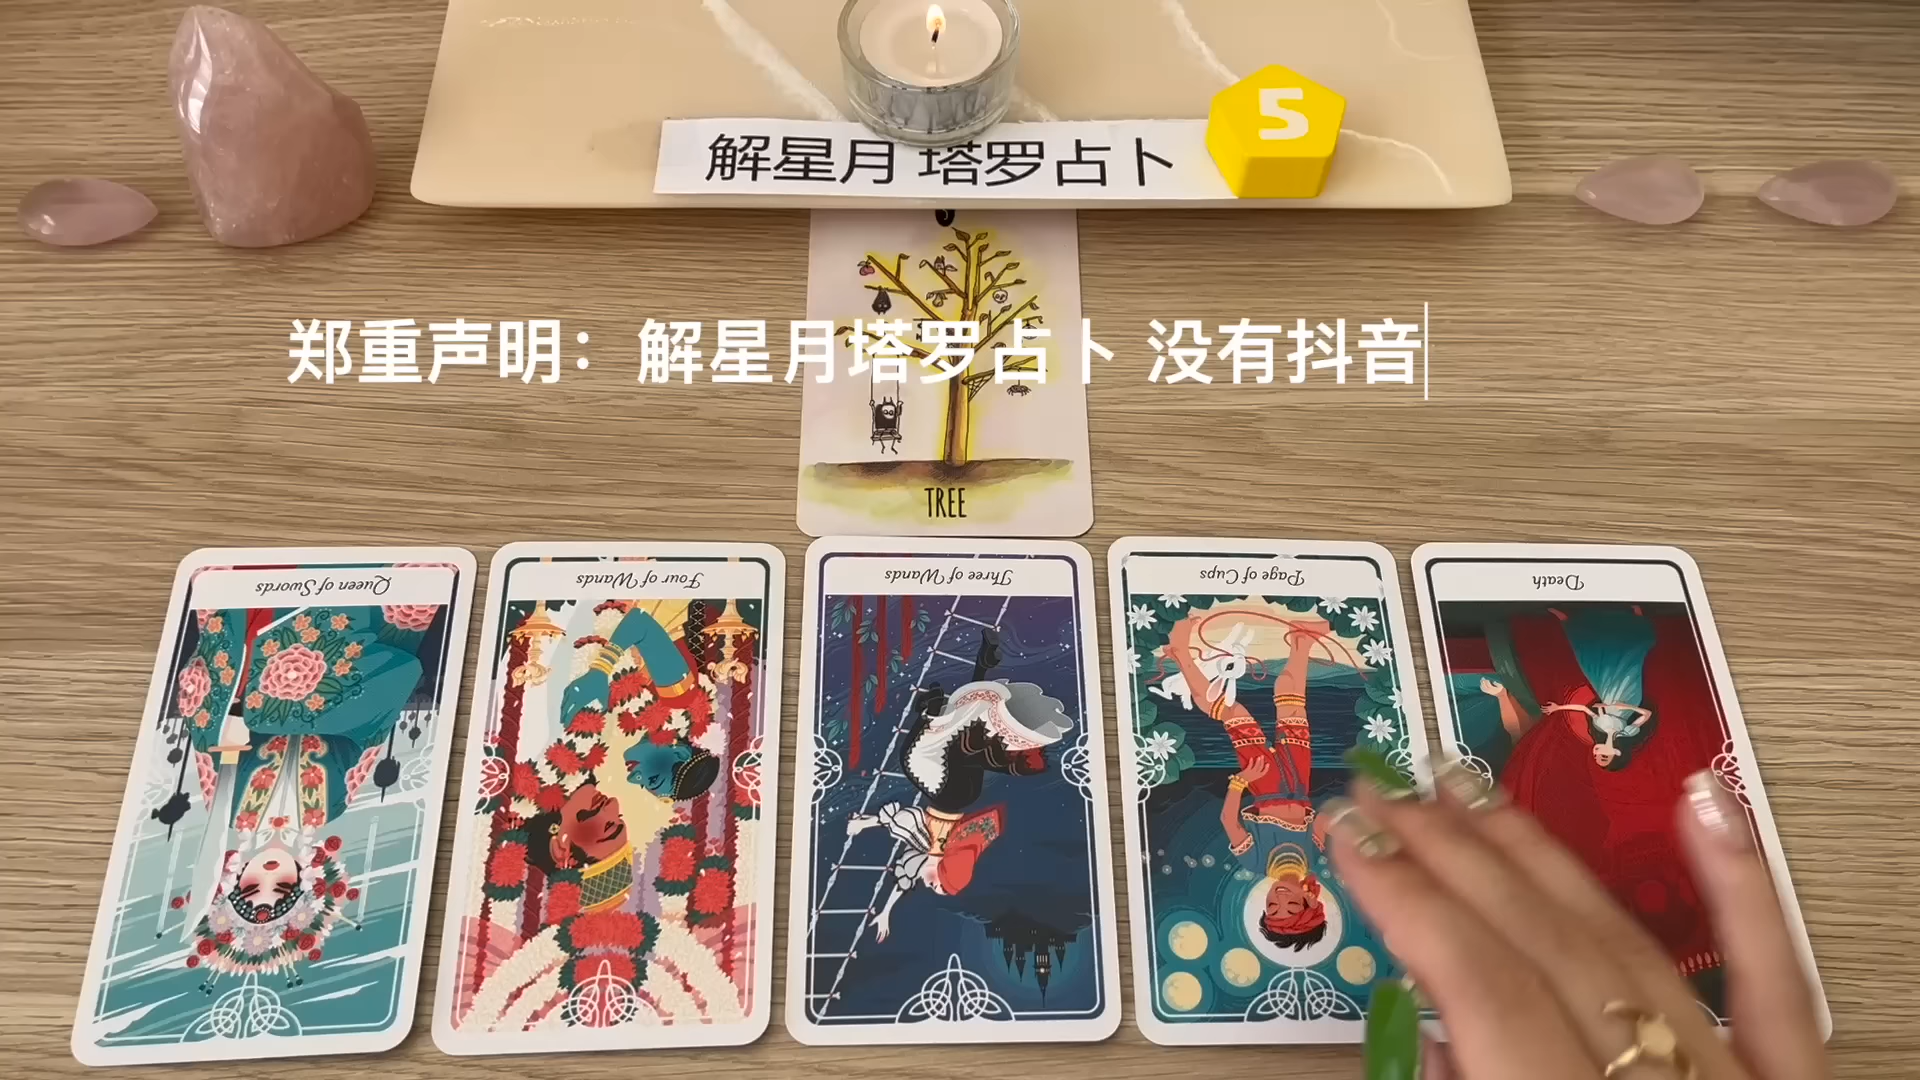 5
解星月 塔罗占卜
郑重声明：解星月塔罗占卜 没有抖音
TREE
Queen of Swords
Four of Wands
Three of Wands
Page of Cups
Death